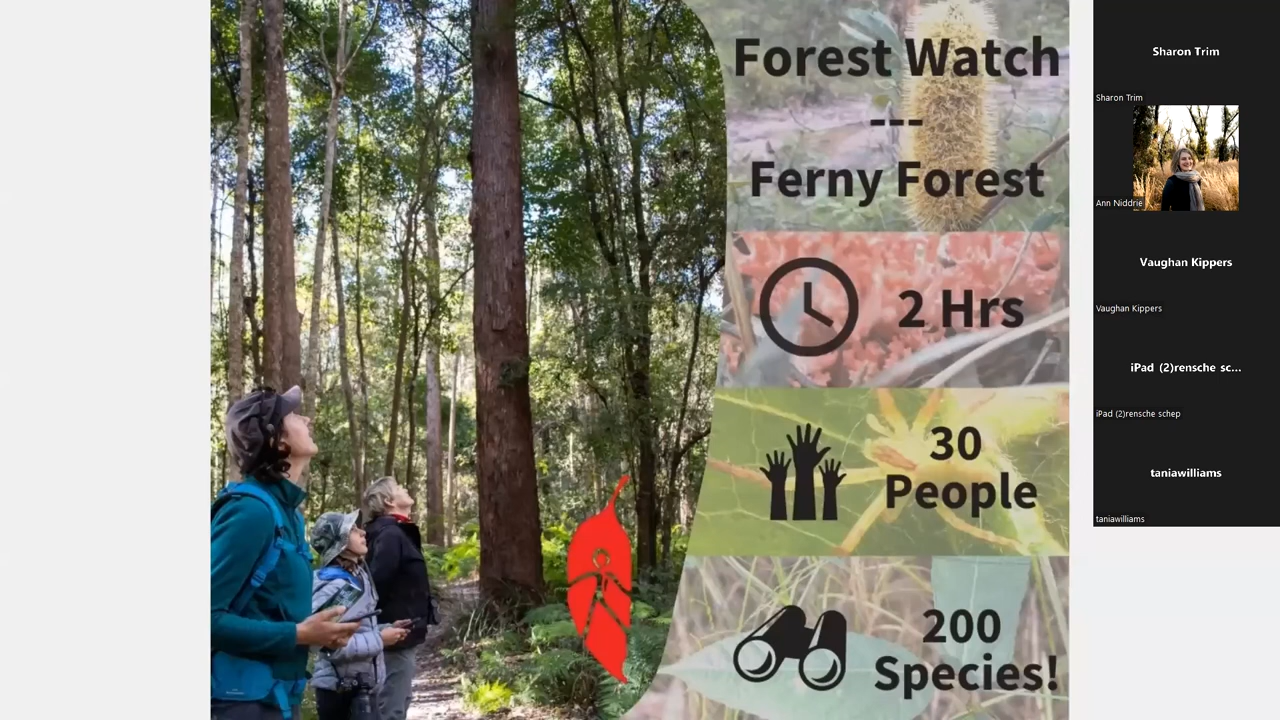 Forest Watch
---
Ferny Forest
2 Hrs
30
People
200
Species!
Sharon Trim
Sharon Trim
Ann Niddrie
Vaughan Kippers
Vaughan Kippers
iPad (2)rensche sc...
iPad (2)rensche schep
taniawilliams
taniawilliams